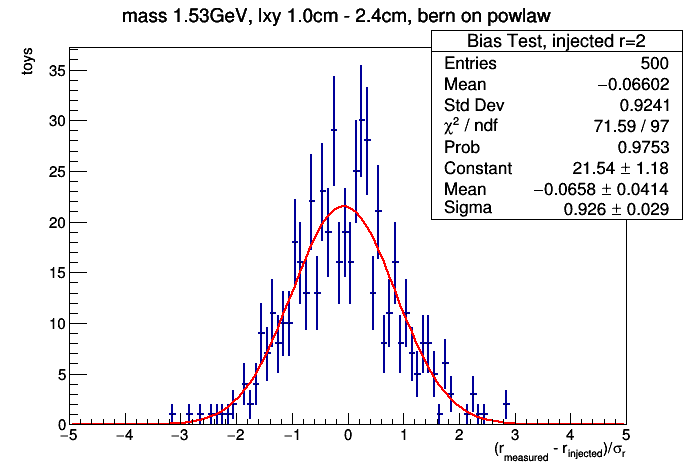 mass 1.53GeV, lxy 1.0cm - 2.4cm, bern on powlaw
toys
Bias Test, injected r=2
Entries 500
Mean −0.06602
Std Dev 0.9241
χ² / ndf 71.59 / 97
Prob 0.9753
Constant 21.54 ± 1.18
Mean −0.0658 ± 0.0414
Sigma 0.926 ± 0.029
35
30
25
20
15
10
5
0
−5 −4 −3 −2 −1 0 1 2 3 4 5
(r_measured - r_injected)/σ_r